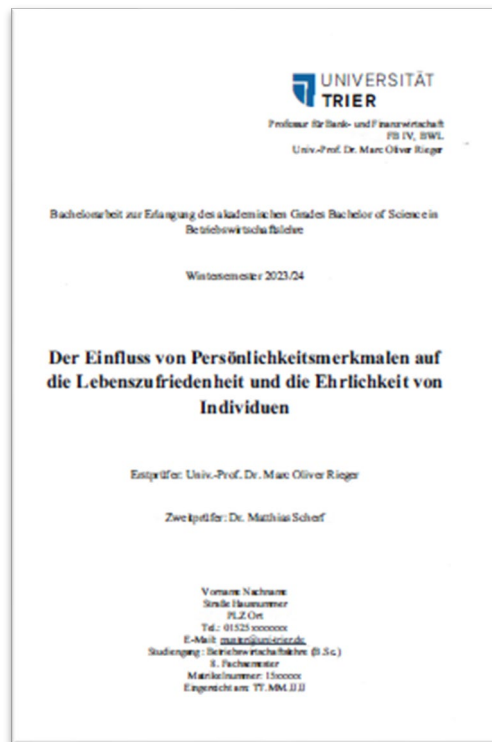 UNIVERSITÄT
TRIER
Professur für Bank- und Finanzwirtschaft
FB IV, BWL
Univ.-Prof. Dr. Marc Oliver Rieger
Bachelorarbeit zur Erlangung des akademischen Grades Bachelor of Science in
Betriebswirtschaftslehre
Wintersemester 2023/24
Der Einfluss von Persönlichkeitsmerkmalen auf
die Lebenszufriedenheit und die Ehrlichkeit von
Individuen
Erstprüfer: Univ.-Prof. Dr. Marc Oliver Rieger
Zweitprüfer: Dr. Matthias Scherf
Vorname Nachname
Straße Hausnummer
PLZ Ort
Tel.: 01525 xxxxxxx
E-Mail: muster@uni-trier.de
Studiengang: Betriebswirtschaftslehre (B.Sc.)
8. Fachsemester
Matrikelnummer: 15xxxxx
Eingereicht am: TT.MM.JJJJ